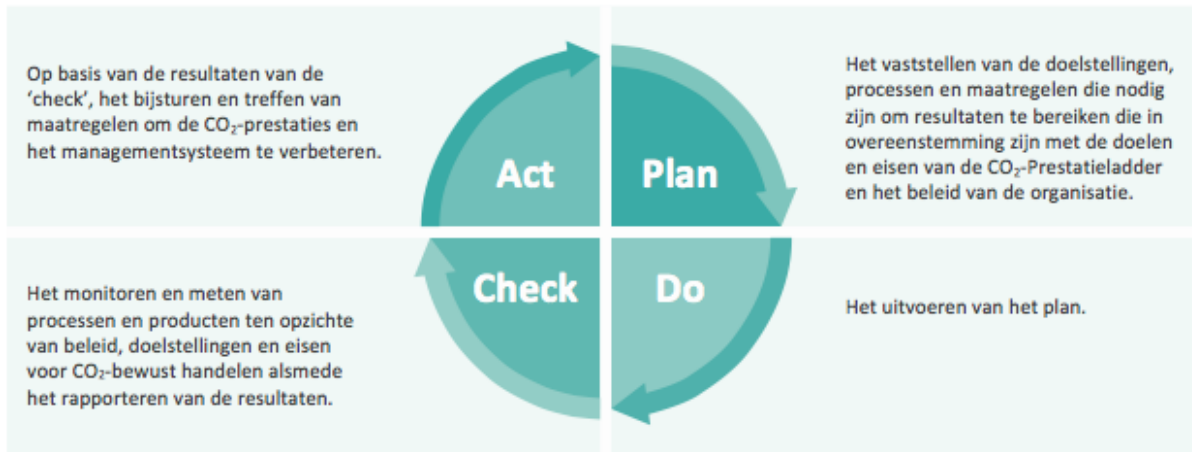 Op basis van de resultaten van de
‘check’, het bijsturen en treffen van
maatregelen om de CO₂-prestaties en
het managementsysteem te verbeteren.
Act
Plan
Het vaststellen van de doelstellingen,
processen en maatregelen die nodig
zijn om resultaten te bereiken die in
overeenstemming zijn met de doelen
en eisen van de CO₂-Prestatieladder
en het beleid van de organisatie.
Het monitoren en meten van
processen en producten ten opzichte
van beleid, doelstellingen en eisen
voor CO₂-bewust handelen alsmede
het rapporteren van de resultaten.
Check
Do
Het uitvoeren van het plan.